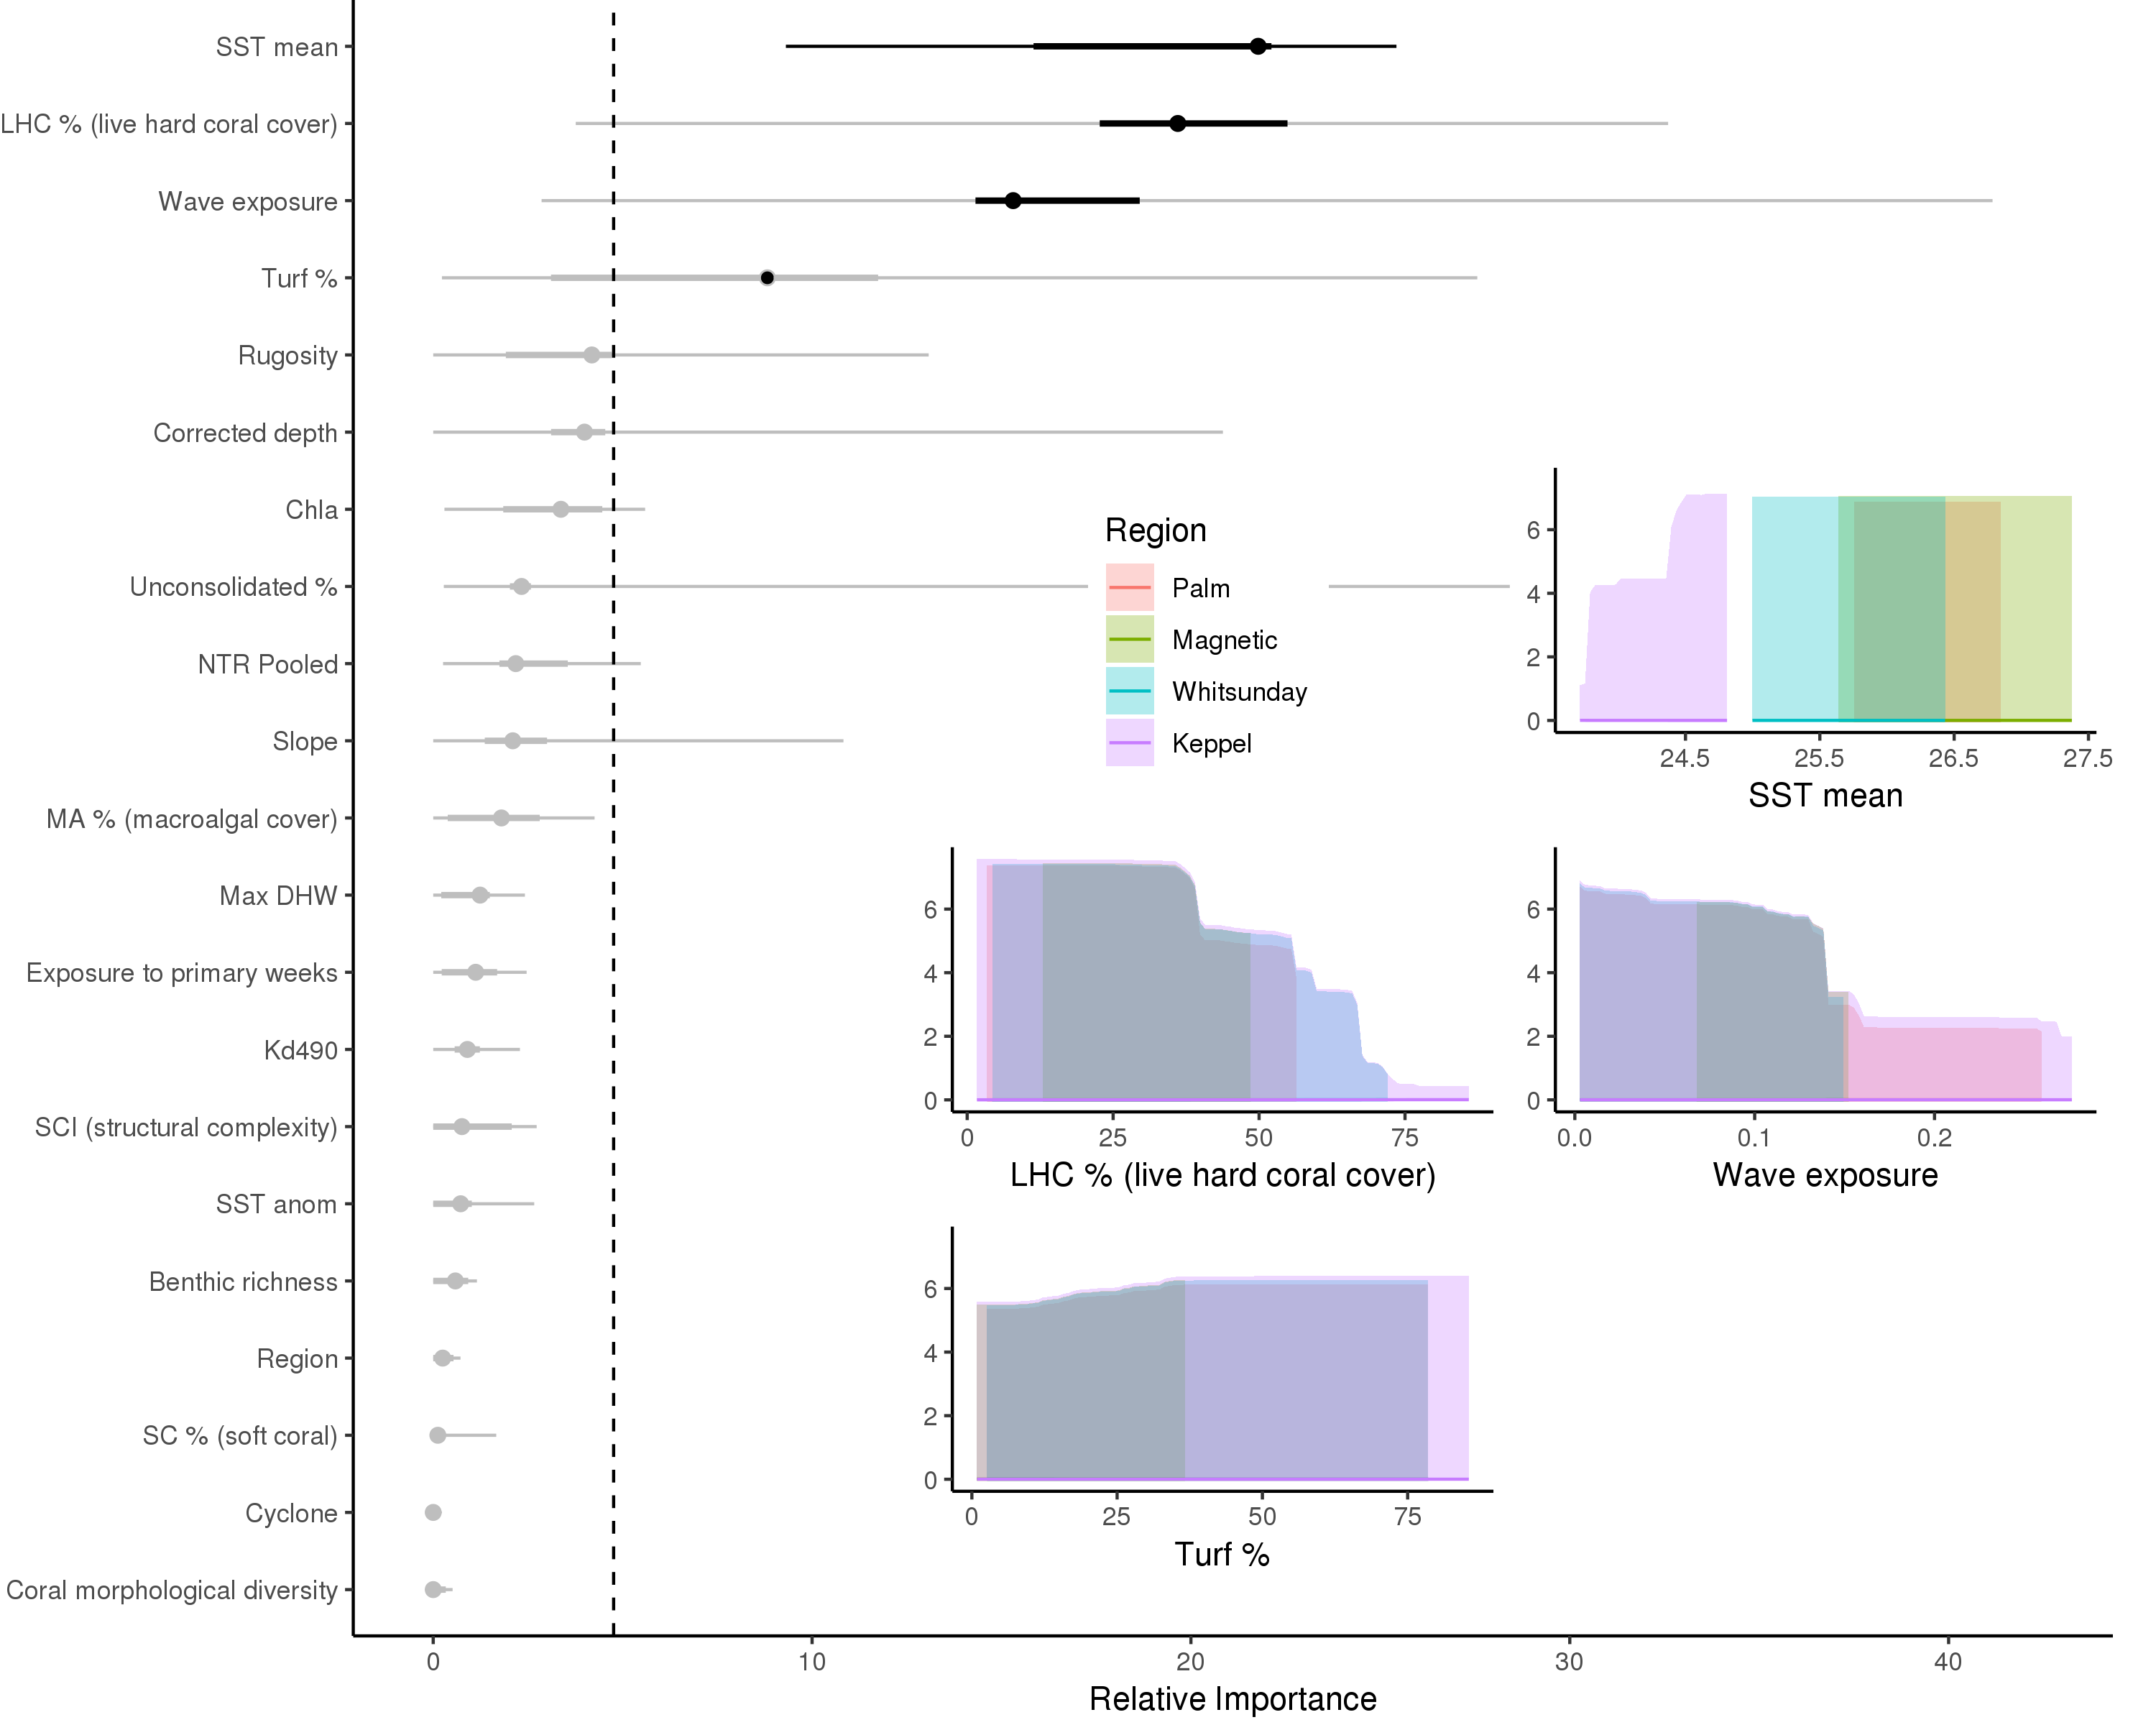 SST mean
LHC % (live hard coral cover)
Wave exposure
Turf %
Rugosity
Corrected depth
Chla
Unconsolidated %
NTR Pooled
Slope
MA % (macroalgal cover)
Max DHW
Exposure to primary weeks
Kd490
SCI (structural complexity)
SST anom
Benthic richness
Region
SC % (soft coral)
Cyclone
Coral morphological diversity
0 10 20 30 40
Relative Importance
Region
Palm
Magnetic
Whitsunday
Keppel
6
4
2
0
24.5 25.5 26.5 27.5
SST mean
6
4
2
0
0 25 50 75
LHC % (live hard coral cover)
6
4
2
0
0.0 0.1 0.2
Wave exposure
6
4
2
0
0 25 50 75
Turf %